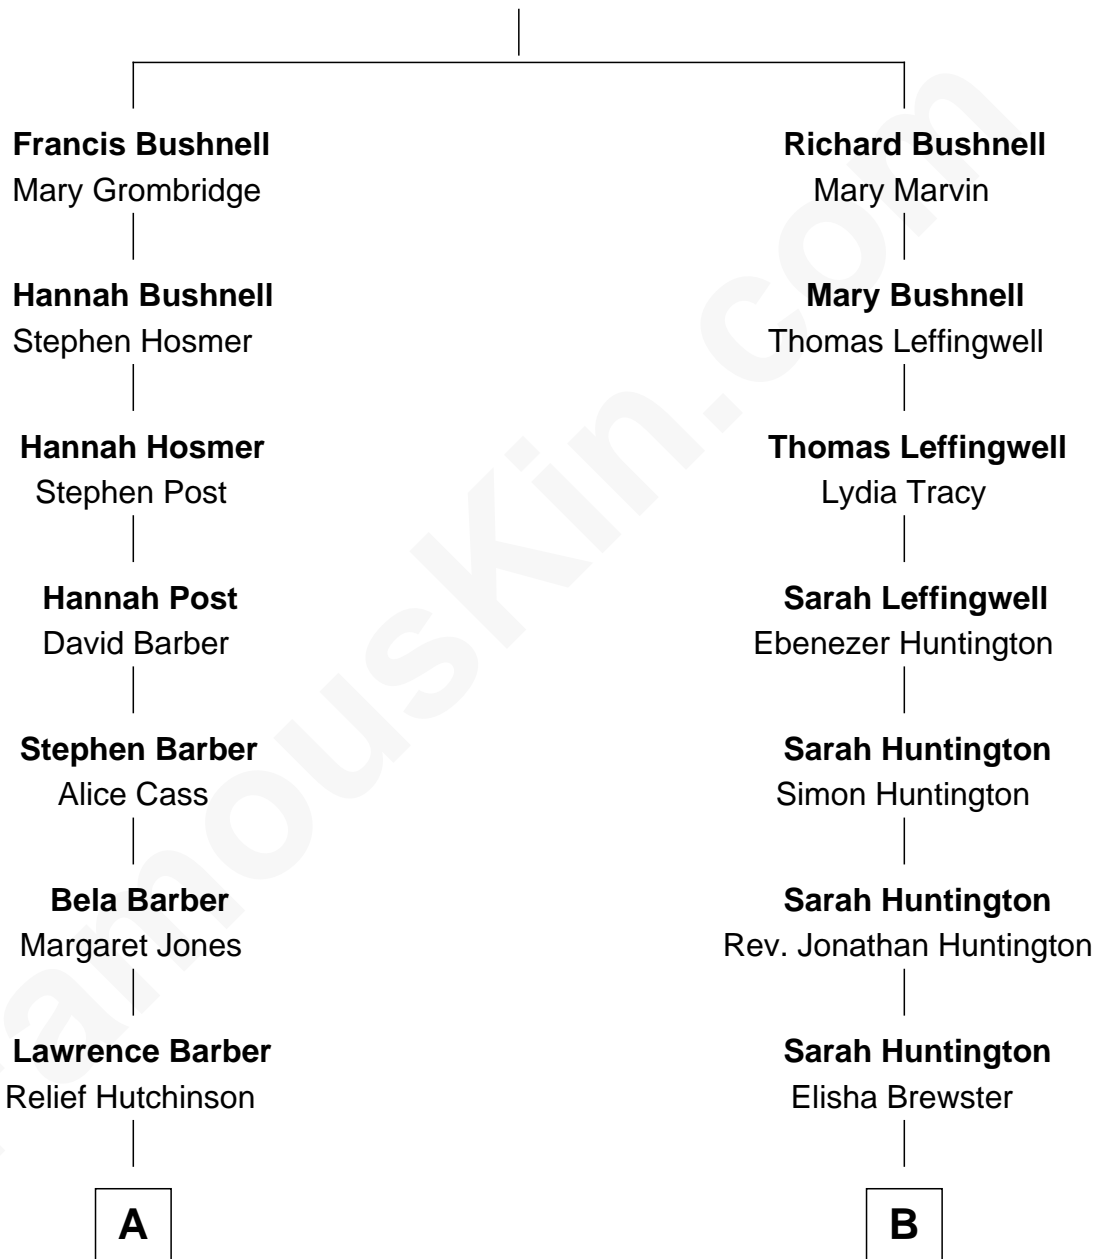 Francis Bushnell
Mary Grombridge
Hannah Bushnell
Stephen Hosmer
Hannah Hosmer
Stephen Post
Hannah Post
David Barber
Stephen Barber
Alice Cass
Bela Barber
Margaret Jones
Lawrence Barber
Relief Hutchinson
A
Richard Bushnell
Mary Marvin
Mary Bushnell
Thomas Leffingwell
Thomas Leffingwell
Lydia Tracy
Sarah Leffingwell
Ebenezer Huntington
Sarah Huntington
Simon Huntington
Sarah Huntington
Rev. Jonathan Huntington
Sarah Huntington
Elisha Brewster
B
FamousKin.com